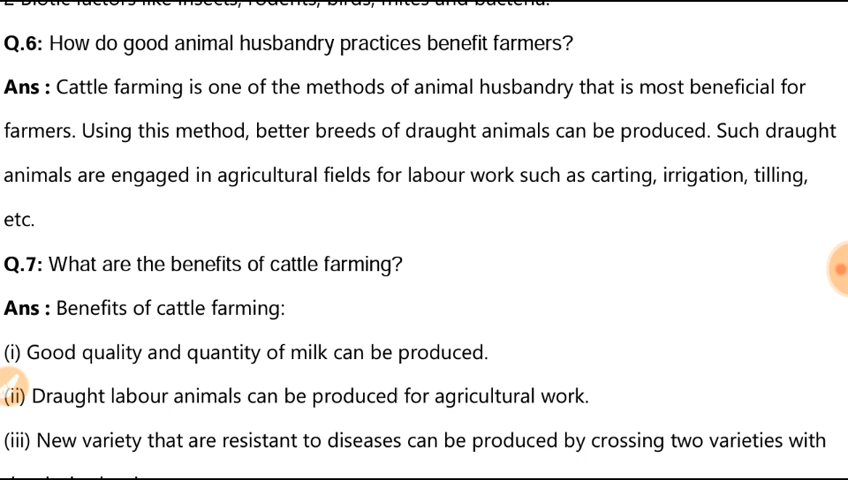 Q.6: How do good animal husbandry practices benefit farmers?
Ans : Cattle farming is one of the methods of animal husbandry that is most beneficial for
farmers. Using this method, better breeds of draught animals can be produced. Such draught
animals are engaged in agricultural fields for labour work such as carting, irrigation, tilling,
etc.
Q.7: What are the benefits of cattle farming?
Ans : Benefits of cattle farming:
(i) Good quality and quantity of milk can be produced.
(ii) Draught labour animals can be produced for agricultural work.
(iii) New variety that are resistant to diseases can be produced by crossing two varieties with